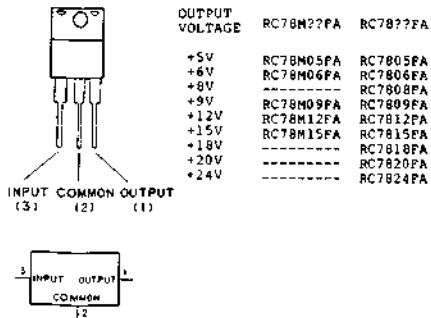 OUTPUT
VOLTAGE RC78M??FA RC78??FA
+5V RC78M05FA RC7805FA
+6V RC78M06FA RC7806FA
+8V --------- RC7808FA
+9V RC78M09FA RC7809FA
+12V RC78M12FA RC7812FA
+15V RC78M15FA RC7815FA
+18V --------- RC7818FA
+20V --------- RC7820FA
+24V --------- RC7824FA
INPUT COMMON OUTPUT
(3) (2) (1)
3 INPUT OUTPUT 1
COMMON
2